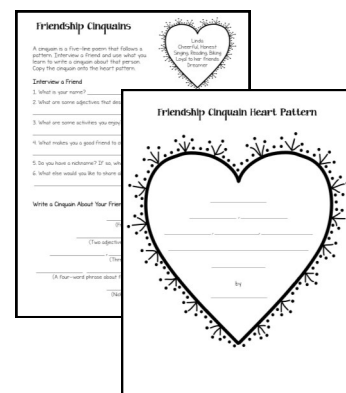 Friendship Cinquains
A cinquain is a five-line poem that follows a
pattern. Interview a friend and use what you
learn to write a cinquain about that person.
Copy the cinquain onto the heart pattern.
Linda
Cheerful, Honest
Singing, Reading, Biking
Loyal to her friends
Dreamer
Interview a Friend
1. What is your name?
2. What are some adjectives that
3. What are some activities you enjoy
4. What makes you a good friend to
5. Do you have a nickname? If so,
6. What else would you like to share
Write a Cinquain About Your
(Two
(A four-word phrase about
Friendship Cinquain Heart Pattern
by